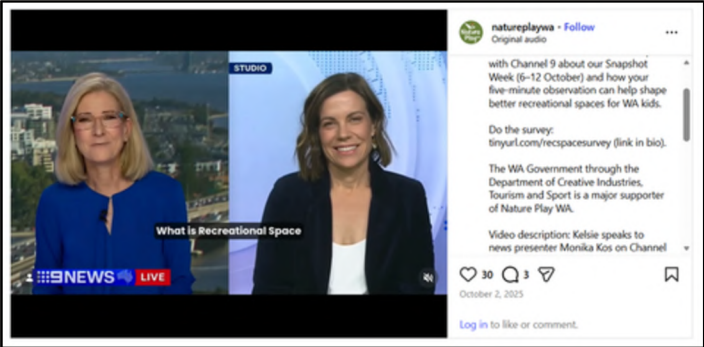 natureplaywa • Follow
Original audio
with Channel 9 about our Snapshot
Week (6–12 October) and how your
five-minute observation can help shape
better recreational spaces for WA kids.
Do the survey:
tinyurl.com/recspacesurvey (link in bio).
The WA Government through the
Department of Creative Industries,
Tourism and Sport is a major supporter
of Nature Play WA.
Video description: Kelsie speaks to
news presenter Monika Kos on Channel
STUDIO
What is Recreational Space
9NEWS LIVE
30 3
October 2, 2025
Log in to like or comment.